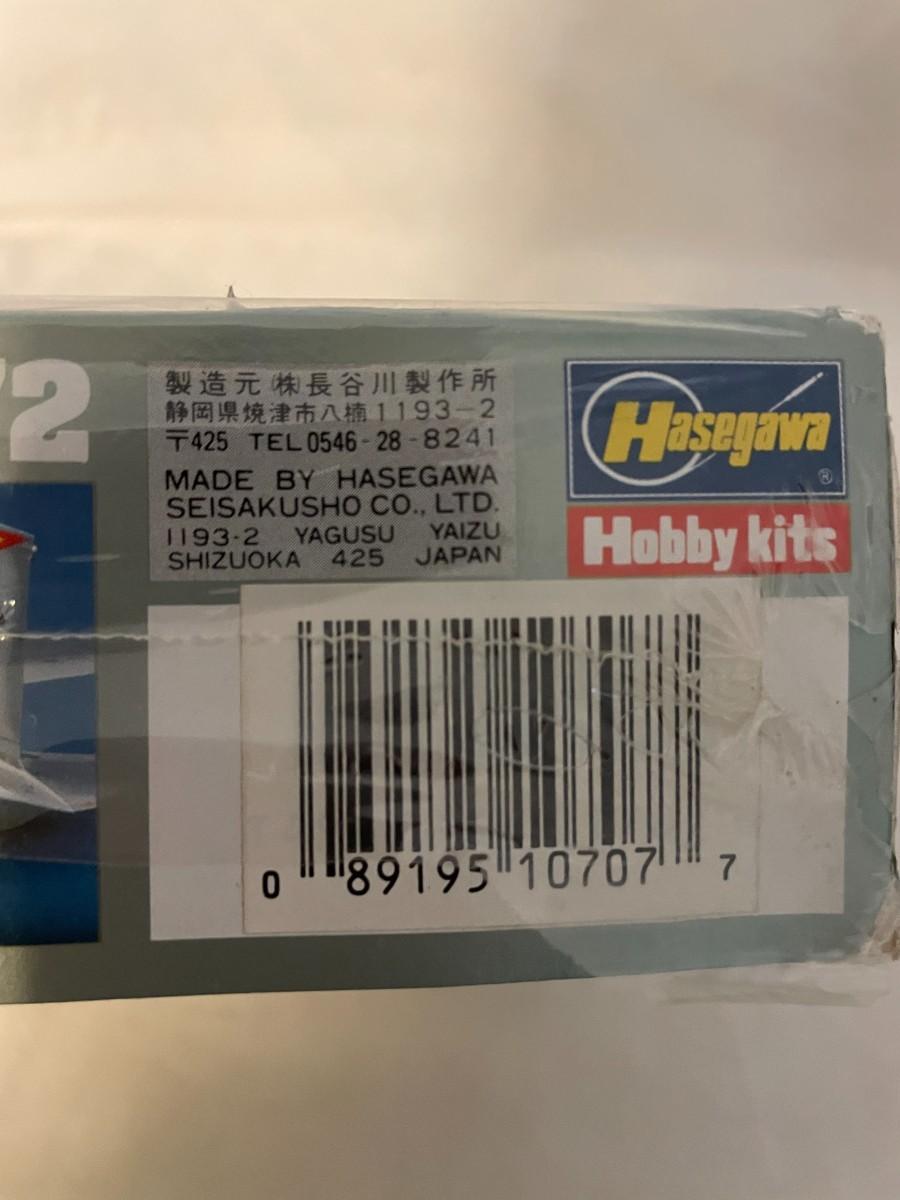 72
製造元 ㈱長谷川製作所
静岡県焼津市八楠1193-2
〒425 TEL0546-28-8241
MADE BY HASEGAWA
SEISAKUSHO CO., LTD.
1193-2 YAGUSU YAIZU
SHIZUOKA 425 JAPAN
Hasegawa
®
Hobby kits
0 89195 10707 7